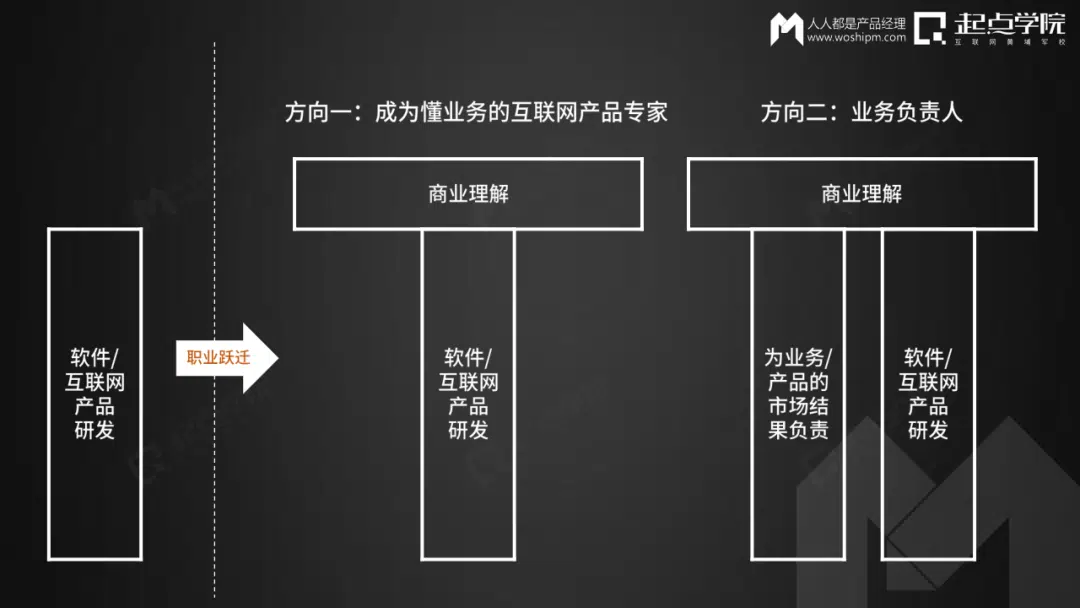 人人都是产品经理
www.woshipm.com
起点学院
互联网黄埔军校
方向一：成为懂业务的互联网产品专家
方向二：业务负责人
商业理解
商业理解
软件/
互联网
产品
研发
职业跃迁
软件/
互联网
产品
研发
为业务/
产品的
市场结
果负责
软件/
互联网
产品
研发